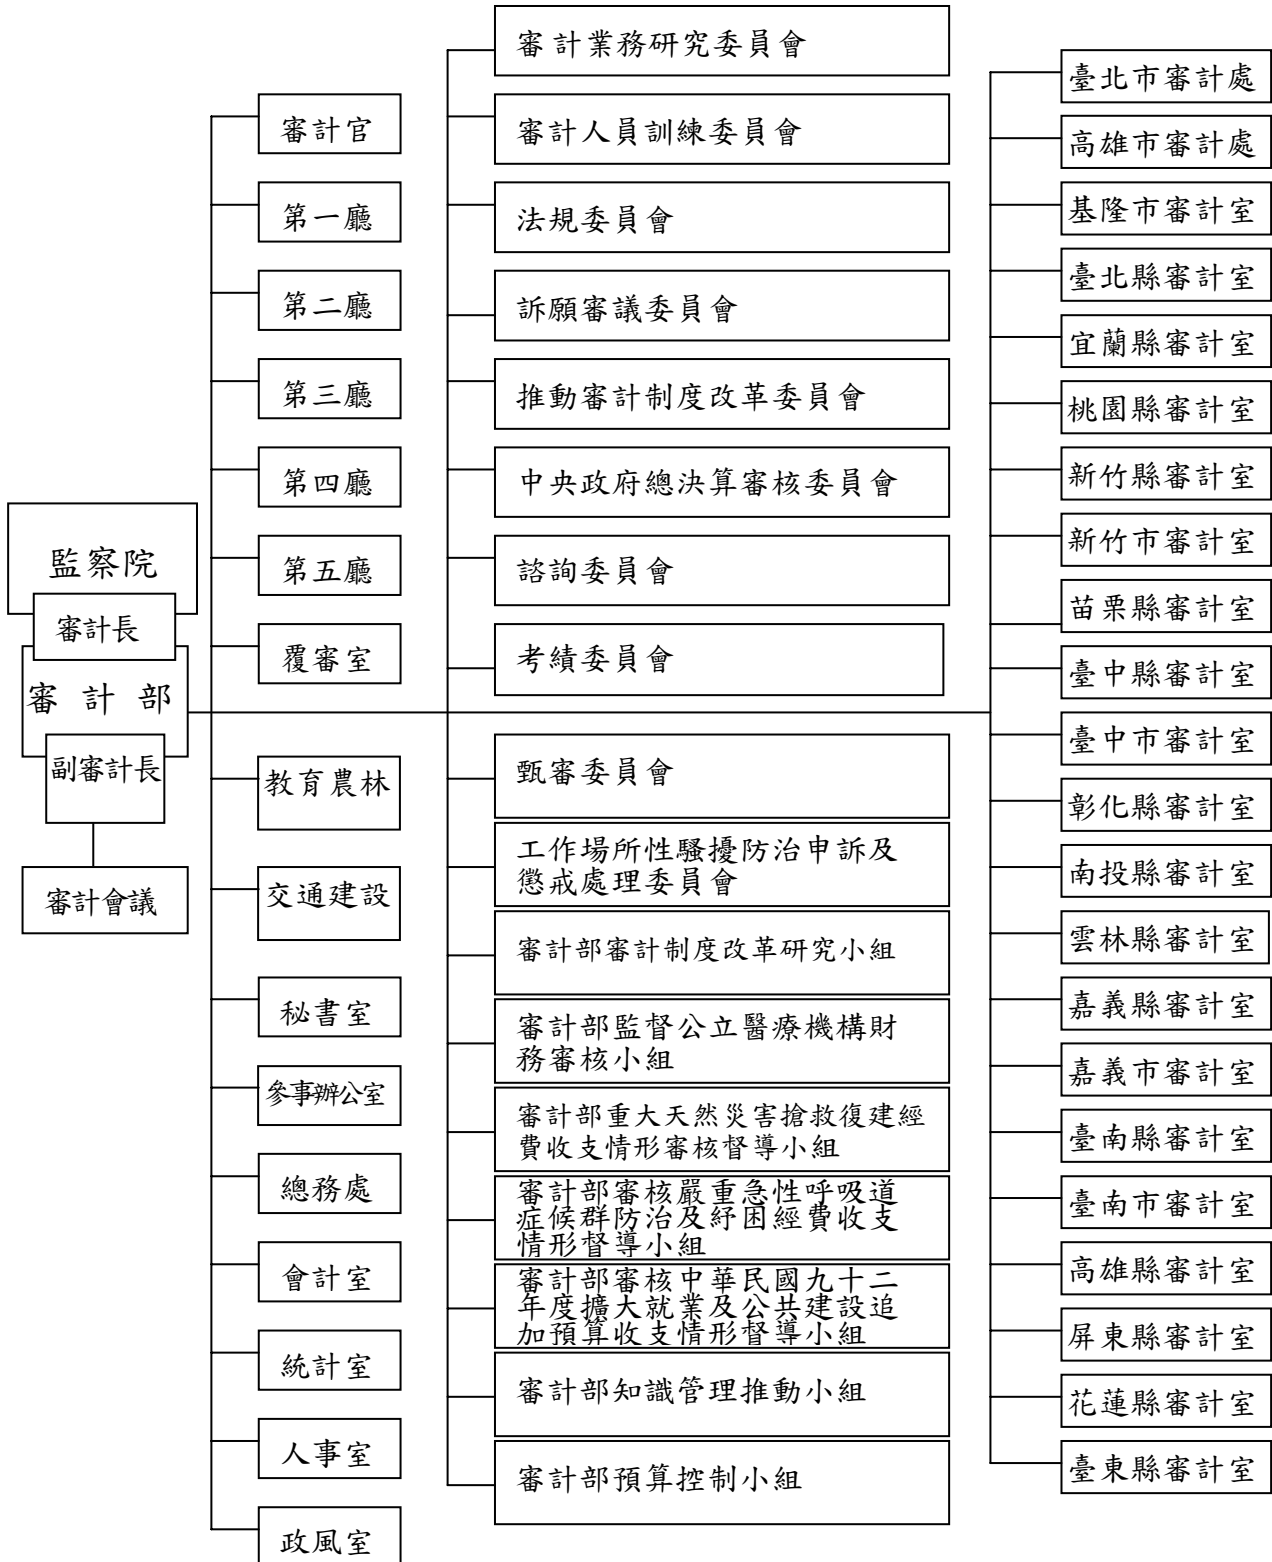 監察院
審計長
審計部
副審計長
審計會議
審計官
第一廳
第二廳
第三廳
第四廳
第五廳
覆審室
教育農林
交通建設
秘書室
參事辦公室
總務處
會計室
統計室
人事室
政風室
審計業務研究委員會
審計人員訓練委員會
法規委員會
訴願審議委員會
推動審計制度改革委員會
中央政府總決算審核委員會
諮詢委員會
考績委員會
甄審委員會
工作場所性騷擾防治申訴及
懲戒處理委員會
審計部審計制度改革研究小組
審計部監督公立醫療機構財
務審核小組
審計部重大天然災害搶救復建經
費收支情形審核督導小組
審計部審核嚴重急性呼吸道
症候群防治及紓困經費收支
情形督導小組
審計部審核中華民國九十二
年度擴大就業及公共建設追
加預算收支情形督導小組
審計部知識管理推動小組
審計部預算控制小組
臺北市審計處
高雄市審計處
基隆市審計室
臺北縣審計室
宜蘭縣審計室
桃園縣審計室
新竹縣審計室
新竹市審計室
苗栗縣審計室
臺中縣審計室
臺中市審計室
彰化縣審計室
南投縣審計室
雲林縣審計室
嘉義縣審計室
嘉義市審計室
臺南縣審計室
臺南市審計室
高雄縣審計室
屏東縣審計室
花蓮縣審計室
臺東縣審計室